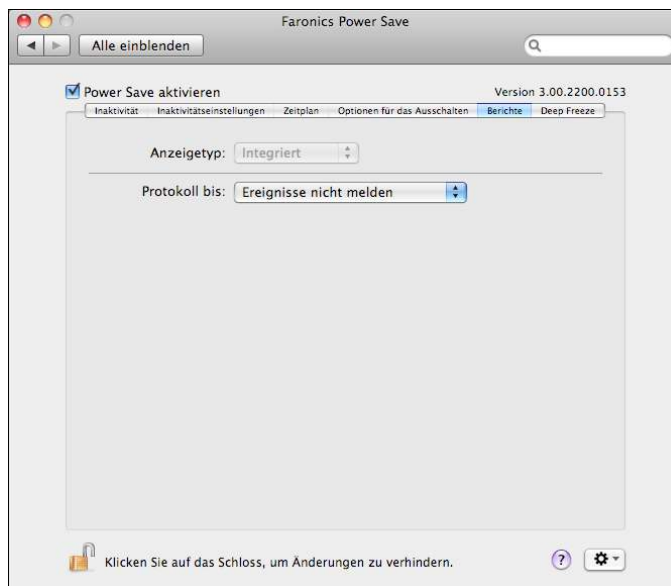 Faronics Power Save
Alle einblenden
Power Save aktivieren
Version 3.00.2200.0153
Inaktivität Inaktivitätseinstellungen Zeitplan Optionen für das Ausschalten Berichte Deep Freeze
Anzeigetyp: Integriert
Protokoll bis: Ereignisse nicht melden
Klicken Sie auf das Schloss, um Änderungen zu verhindern. ?